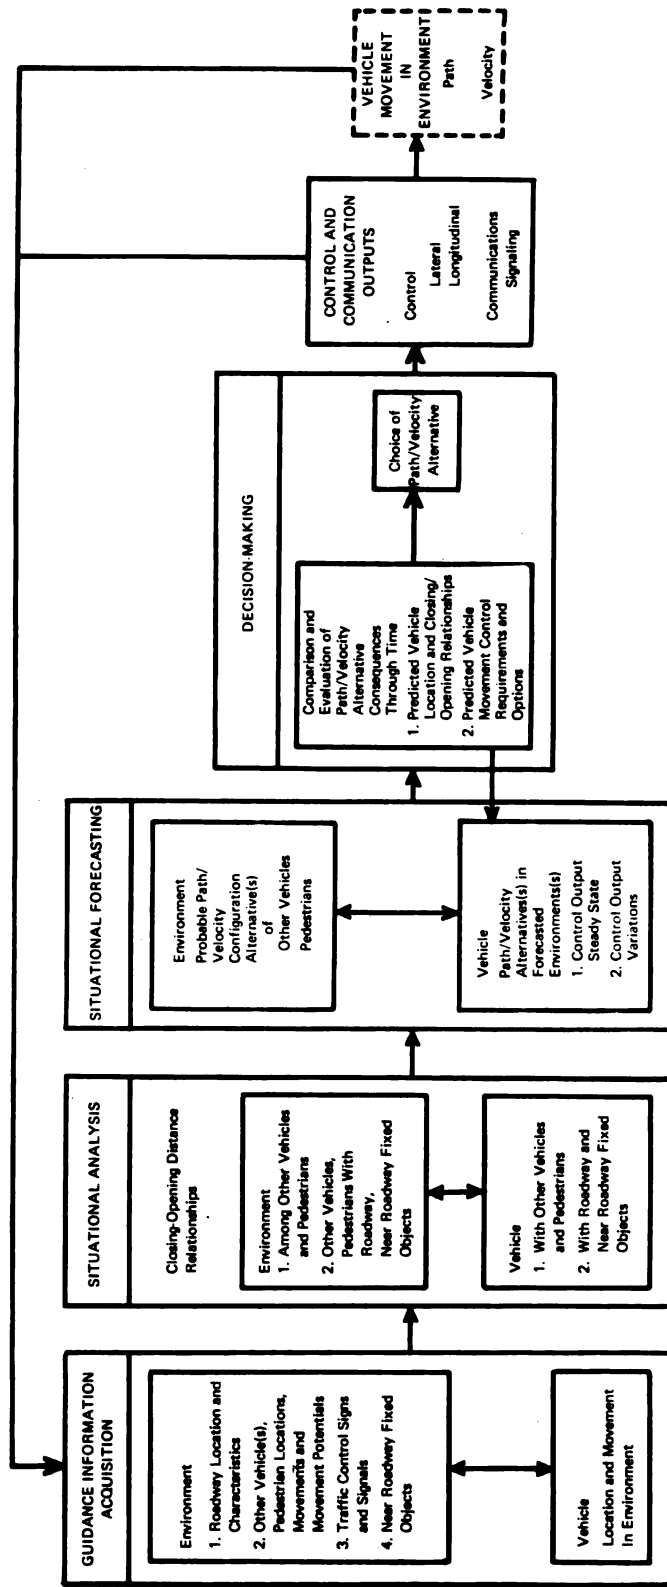 GUIDANCE INFORMATION
ACQUISITION
Environment
1. Roadway Location and
Characteristics
2. Other Vehicle(s),
Pedestrian Locations,
Movements and
Movement Potentials
3. Traffic Control Signs
and Signals
4. Near Roadway Fixed
Objects
Vehicle
Location and Movement
In Environment
SITUATIONAL ANALYSIS
Closing-Opening Distance
Relationships
Environment
1. Among Other Vehicles
and Pedestrians
2. Other Vehicles,
Pedestrians With
Roadway,
Near Roadway Fixed
Objects
Vehicle
1. With Other Vehicles
and Pedestrians
2. With Roadway and
Near Roadway Fixed
Objects
SITUATIONAL FORECASTING
Environment
Probable Path/
Velocity
Configuration
Alternative(s)
of
Other Vehicles
Pedestrians
Vehicle
Path/Velocity
Alternatives(s) in
Forecasted
Environments(s)
1. Control Output
Steady State
2. Control Output
Variations
DECISION-MAKING
Comparison and
Evaluation of
Path/Velocity
Alternative
Consequences
Through Time
1. Predicted Vehicle
Location and Closing/
Opening Relationships
2. Predicted Vehicle
Movement Control
Requirements and
Options
Choice of
Path/Velocity
Alternative
CONTROL AND
COMMUNICATION
OUTPUTS
Control
Lateral
Longitudinal
Communications
Signaling
VEHICLE
MOVEMENT
IN
ENVIRONMENT
Path
Velocity